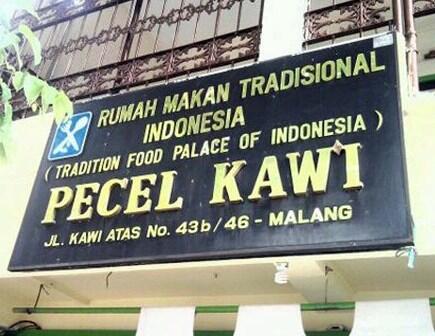 RUMAH MAKAN TRADISIONAL
INDONESIA
( TRADITION FOOD PALACE OF INDONESIA )
PECEL KAWI
JL. KAWI ATAS No. 43b / 46 - MALANG